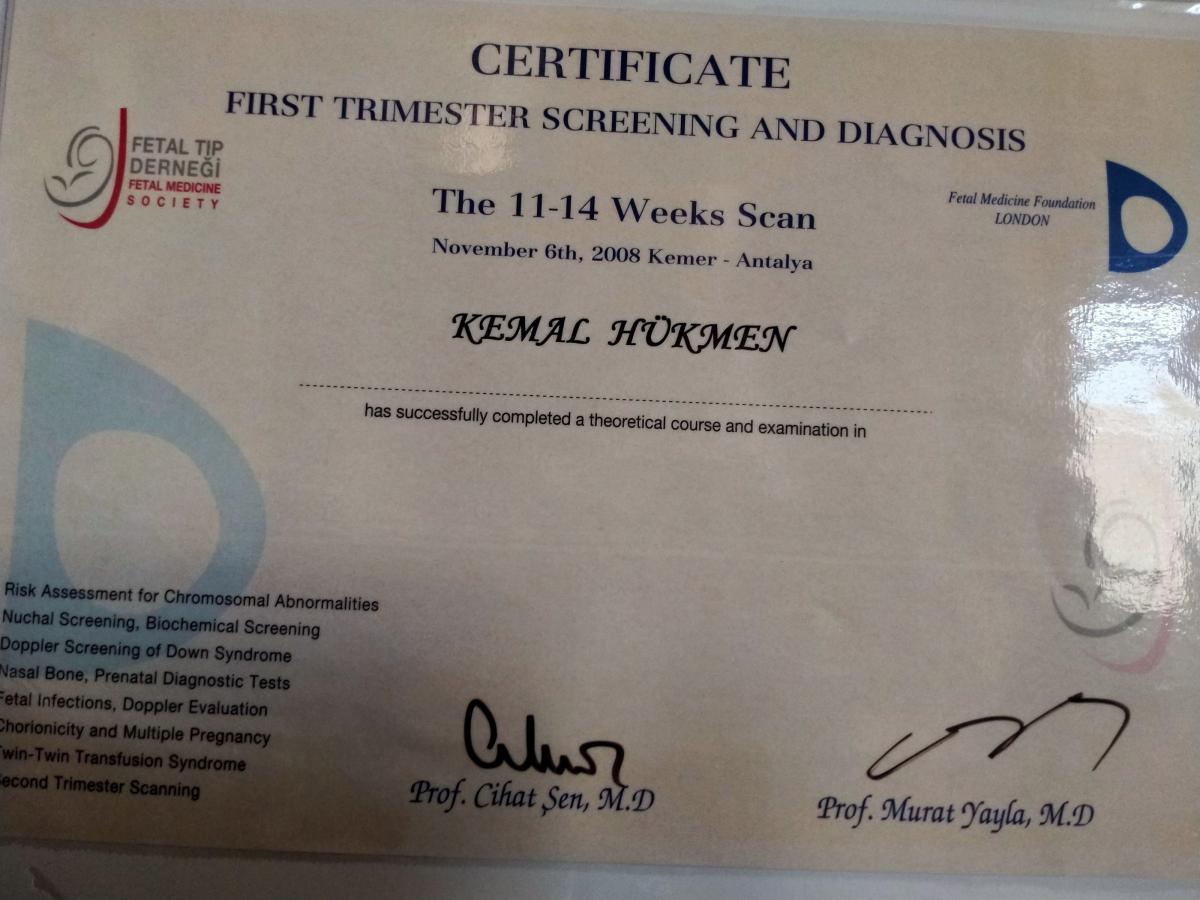 CERTIFICATE
FIRST TRIMESTER SCREENING AND DIAGNOSIS
FETAL TIP
DERNEĞİ
FETAL MEDICINE
SOCIETY
The 11-14 Weeks Scan
November 6th, 2008 Kemer - Antalya
Fetal Medicine Foundation
LONDON
KEMAL HÜKMEN
has successfully completed a theoretical course and examination in
Risk Assessment for Chromosomal Abnormalities
Nuchal Screening, Biochemical Screening
Doppler Screening of Down Syndrome
Nasal Bone, Prenatal Diagnostic Tests
Fetal Infections, Doppler Evaluation
Chorionicity and Multiple Pregnancy
Twin-Twin Transfusion Syndrome
Second Trimester Scanning
Prof. Cihat Şen, M.D
Prof. Murat Yayla, M.D